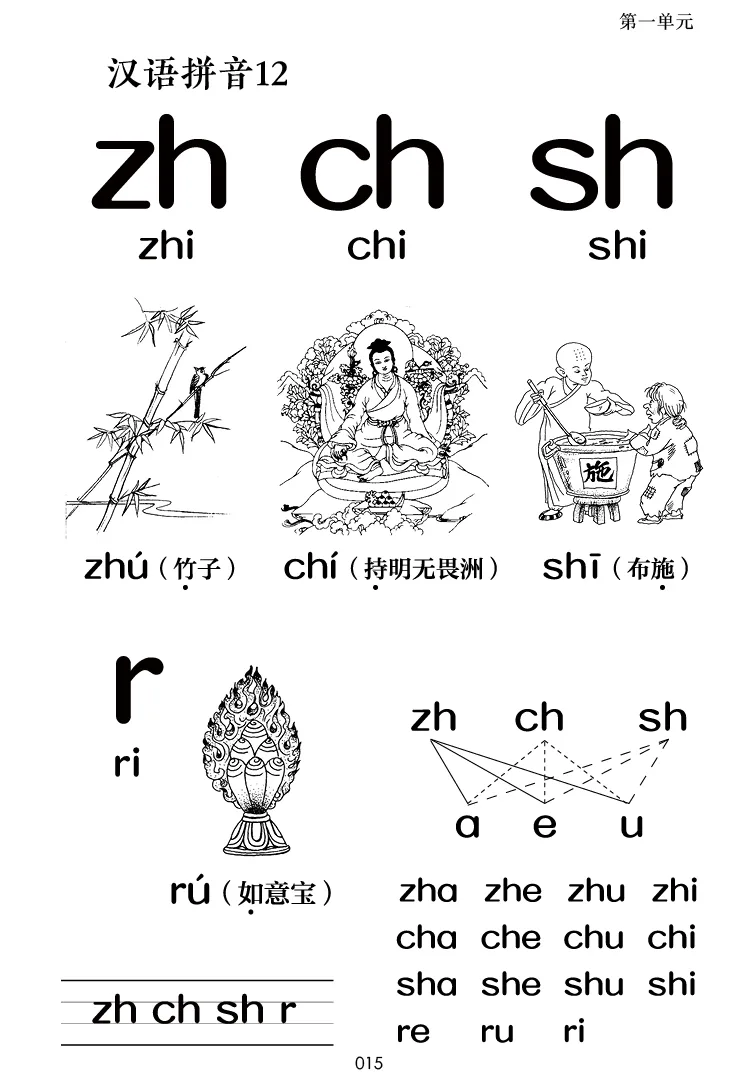 第一单元
汉语拼音12
zh ch sh
zhi chi shi
施
zhú（竹子） chí（持明无畏洲） shī（布施）
r
ri
rú（如意宝）
zh ch sh
a e u
zha zhe zhu zhi
cha che chu chi
sha she shu shi
re ru ri
zh ch sh r
015